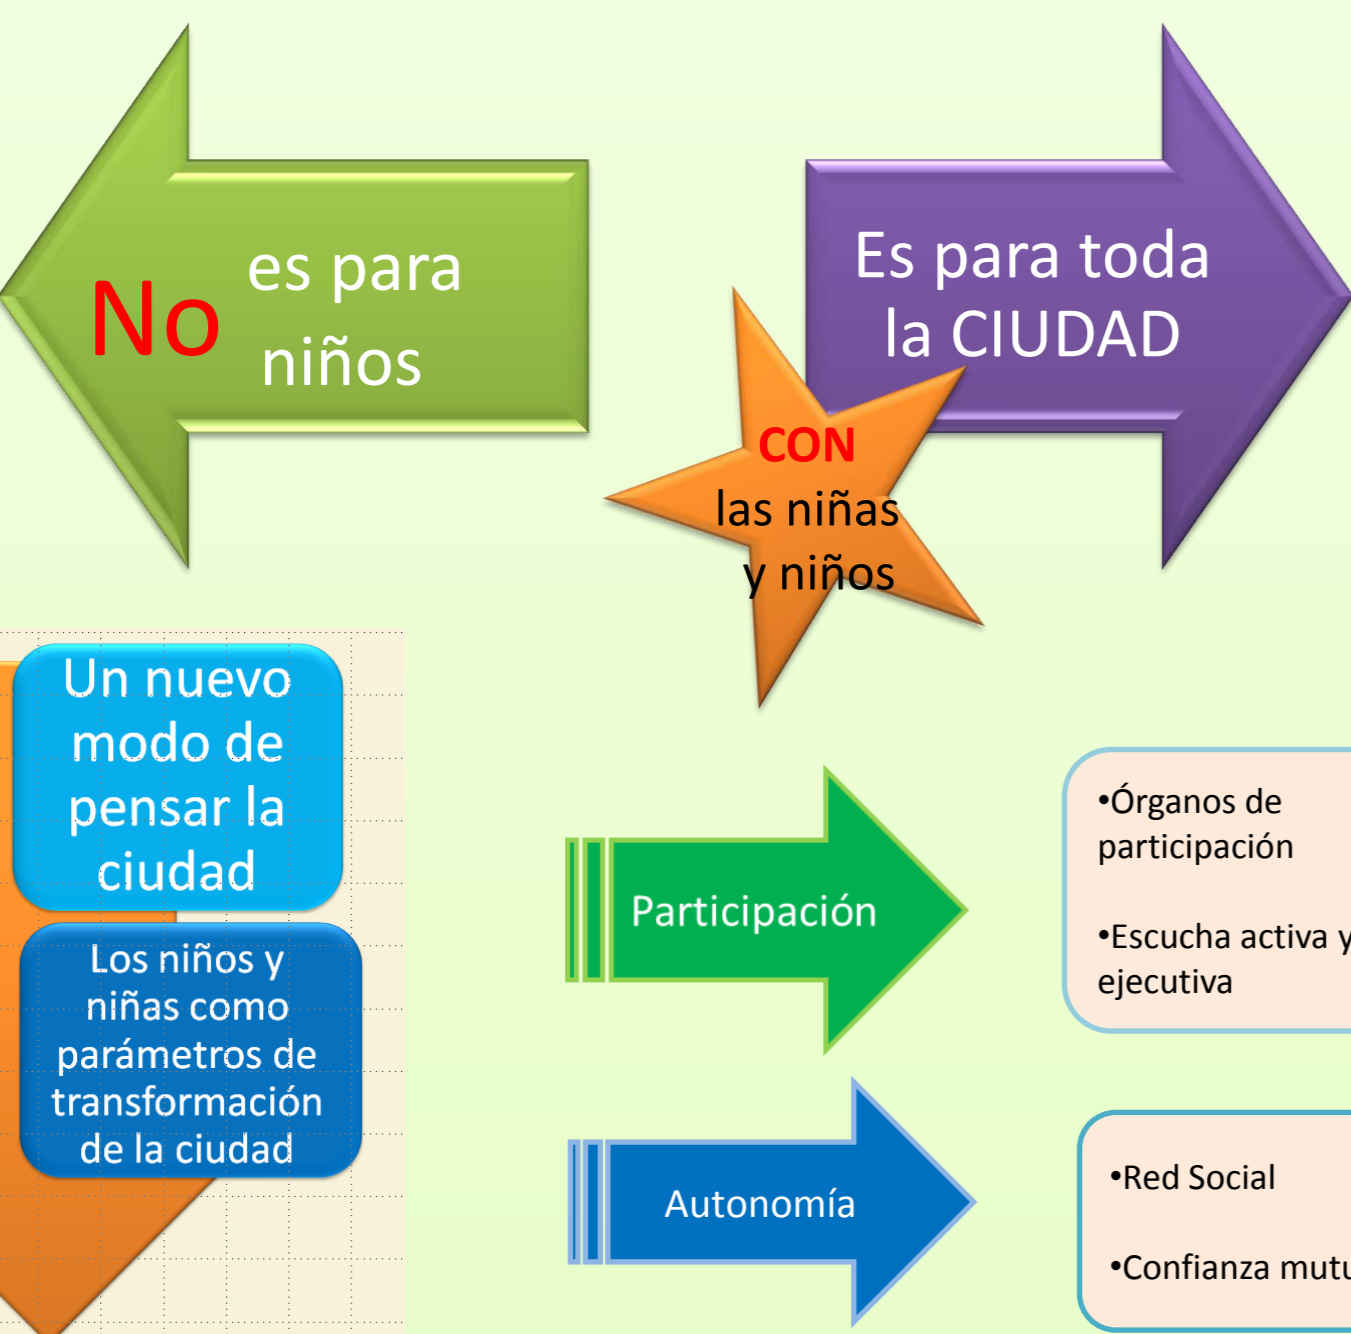 No es para
niños
Es para toda
la CIUDAD
CON
las niñas
y niños
Un nuevo
modo de
pensar la
ciudad
Los niños y
niñas como
parámetros de
transformación
de la ciudad
Participación
•Órganos de
participación
•Escucha activa y
ejecutiva
Autonomía
•Red Social
•Confianza